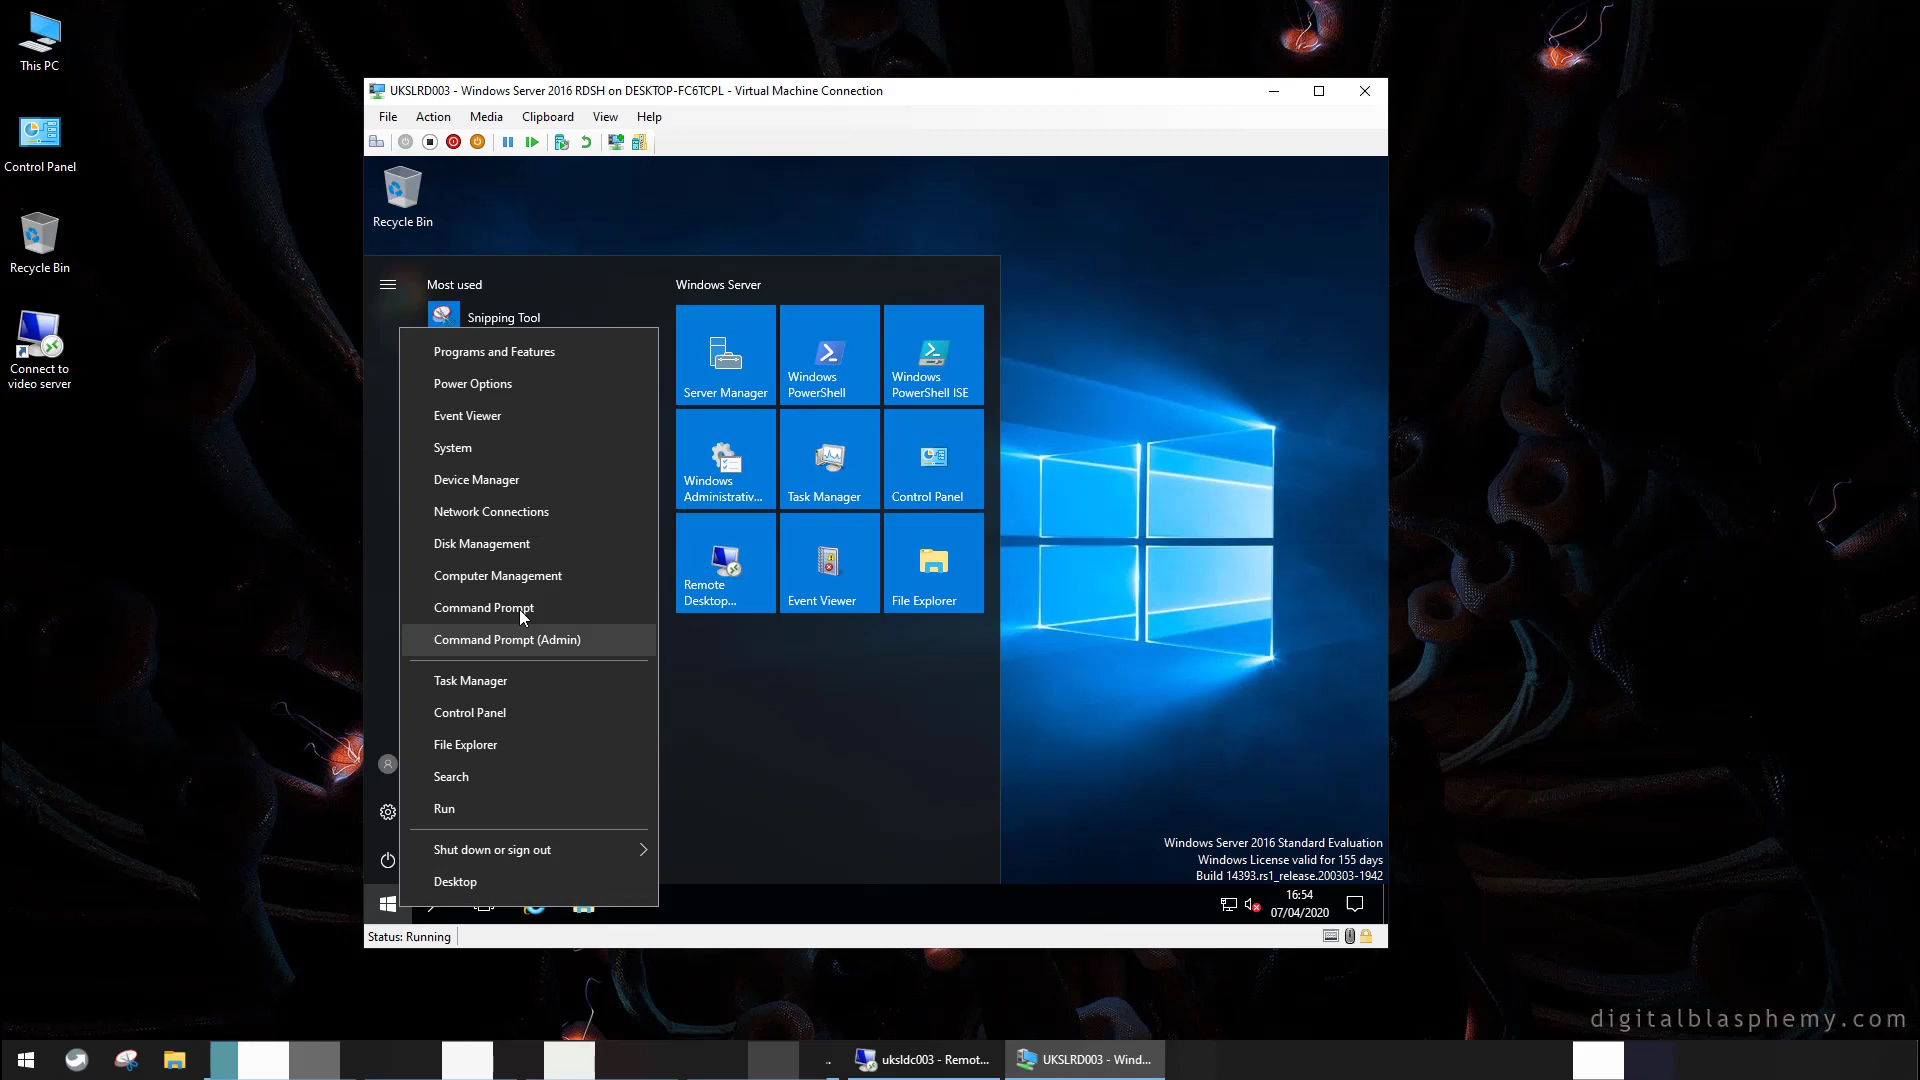 This PC
Control Panel
Recycle Bin
Connect to
video server
UKSLRD003 - Windows Server 2016 RDSH on DESKTOP-FC6TCPL - Virtual Machine Connection
File Action Media Clipboard View Help
Recycle Bin
Most used
Snipping Tool
Windows Server
Server Manager
Windows
PowerShell
Windows
PowerShell ISE
Windows
Administrativ...
Task Manager
Control Panel
Remote
Desktop...
Event Viewer
File Explorer
Programs and Features
Power Options
Event Viewer
System
Device Manager
Network Connections
Disk Management
Computer Management
Command Prompt
Command Prompt (Admin)
Task Manager
Control Panel
File Explorer
Search
Run
Shut down or sign out
Desktop
Windows Server 2016 Standard Evaluation
Windows License valid for 155 days
Build 14393.rs1_release.200303-1942
16:54
07/04/2020
Status: Running
digitalblasphemy.com
uksldc003 - Remot...
UKSLRD003 - Wind...